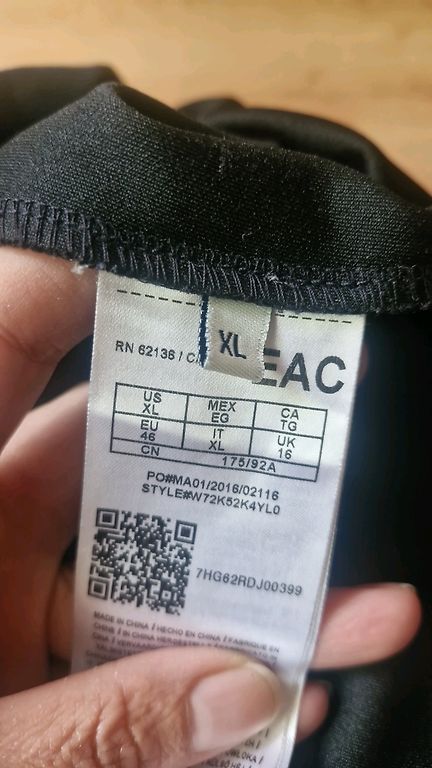 XL
RN 62136 / C
EAC
US MEX CA
XL EG TG
EU IT UK
46 XL 16
CN 175/92A
PO#MA01/2016/02116
STYLE#W72K52K4YL0
7HG62RDJ00399
MADE IN CHINA / HECHO EN CHINA / FABRIQUE EN
CHINE /